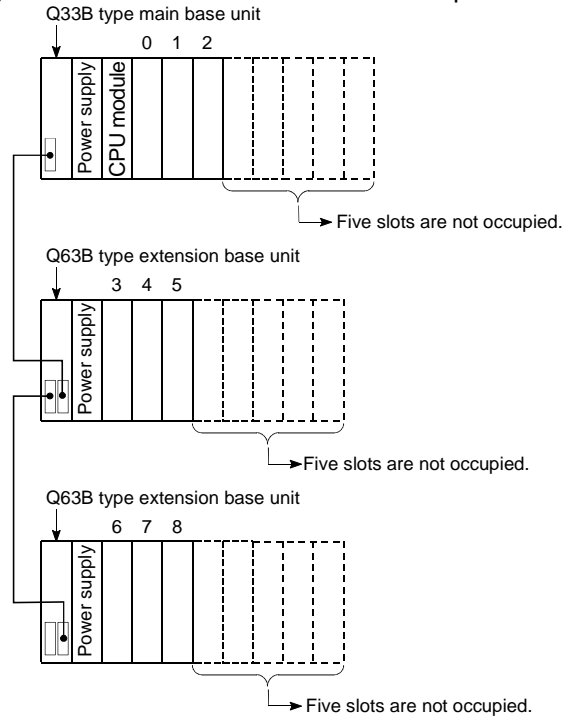 Q33B type main base unit
0 1 2
Power supply
CPU module
Five slots are not occupied.
Q63B type extension base unit
3 4 5
Power supply
Five slots are not occupied.
Q63B type extension base unit
6 7 8
Power supply
Five slots are not occupied.